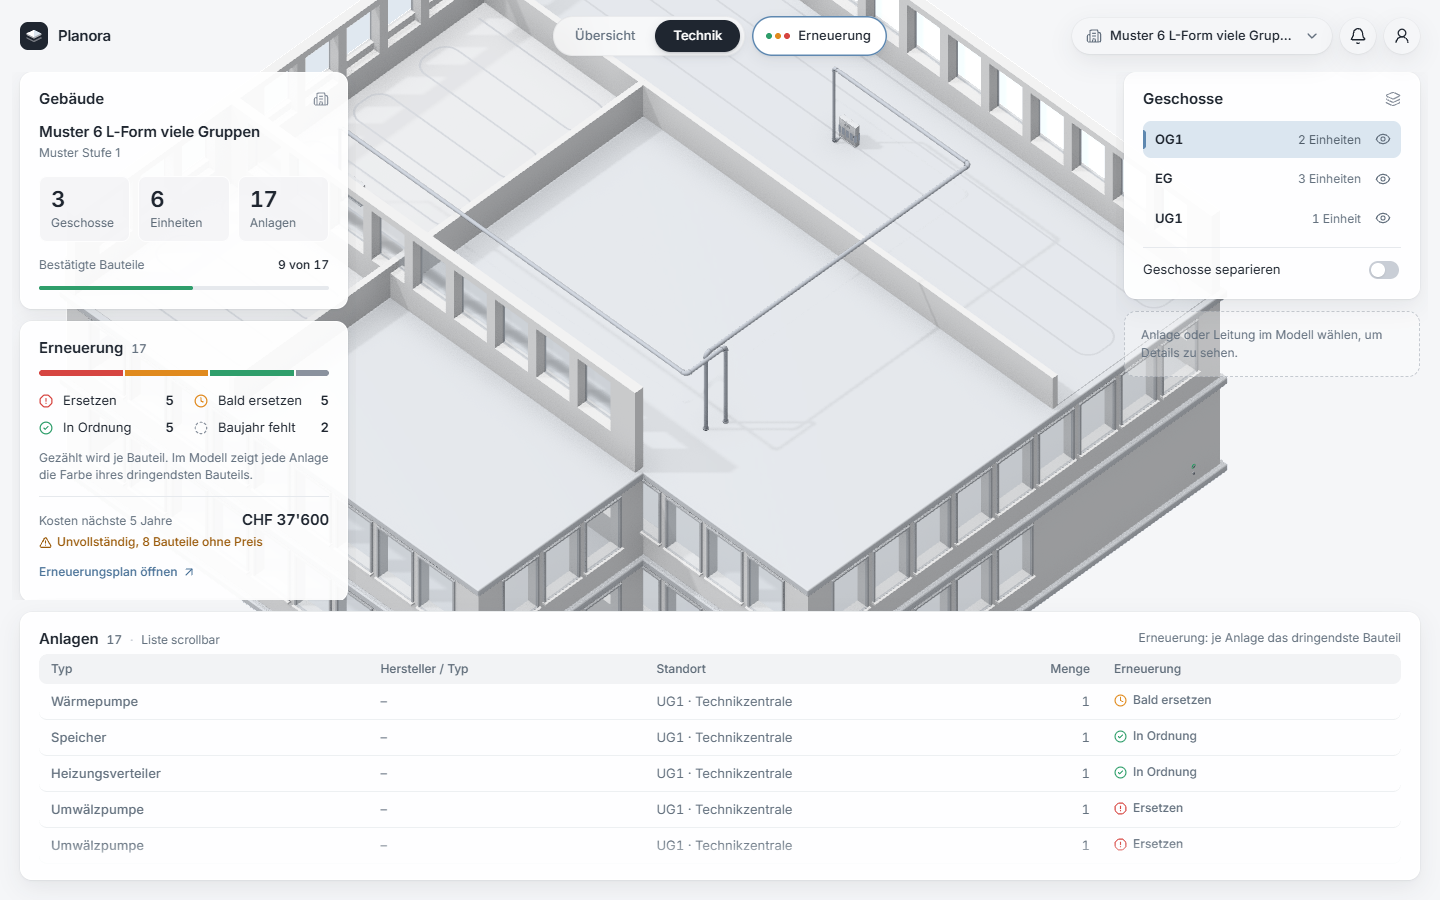 Planora
Übersicht
Technik
Erneuerung
Muster 6 L-Form viele Grup...
Gebäude
Muster 6 L-Form viele Gruppen
Muster Stufe 1
3
Geschosse
6
Einheiten
17
Anlagen
Bestätigte Bauteile
9 von 17
Erneuerung 17
Ersetzen 5
Bald ersetzen 5
In Ordnung 5
Baujahr fehlt 2
Gezählt wird je Bauteil. Im Modell zeigt jede Anlage
die Farbe ihres dringendsten Bauteils.
Kosten nächste 5 Jahre
CHF 37'600
Unvollständig, 8 Bauteile ohne Preis
Erneuerungsplan öffnen
Geschosse
OG1 2 Einheiten
EG 3 Einheiten
UG1 1 Einheit
Geschosse separieren
Anlage oder Leitung im Modell wählen, um
Details zu sehen.
Anlagen 17 · Liste scrollbar
Erneuerung: je Anlage das dringendste Bauteil
Typ Hersteller / Typ Standort Menge Erneuerung
Wärmepumpe – UG1 · Technikzentrale 1 Bald ersetzen
Speicher – UG1 · Technikzentrale 1 In Ordnung
Heizungsverteiler – UG1 · Technikzentrale 1 In Ordnung
Umwälzpumpe – UG1 · Technikzentrale 1 Ersetzen
Umwälzpumpe – UG1 · Technikzentrale 1 Ersetzen